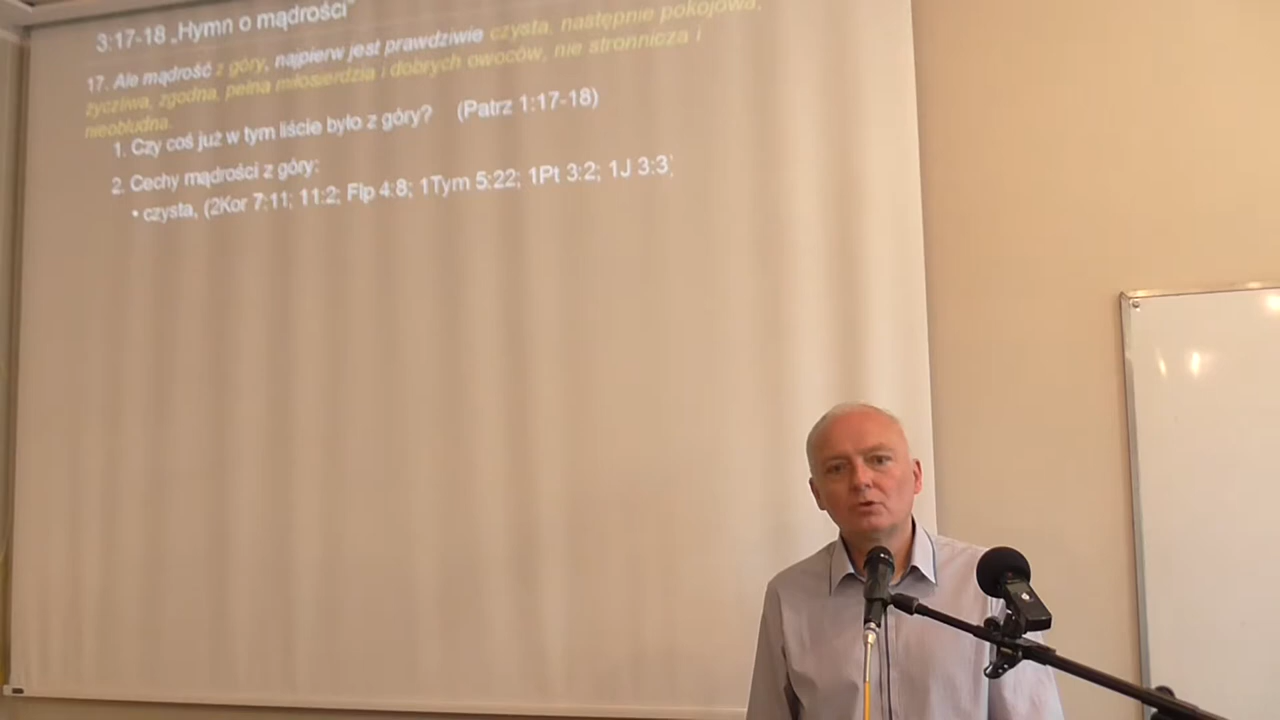 3:17-18 „Hymn o mądrości"
17. Ale mądrość z góry, najpierw jest prawdziwie czysta, następnie pokojowa,
życzliwa, zgodna, pełna miłosierdzia i dobrych owoców, nie stronnicza i
nieobłudna.
1. Czy coś już w tym liście było z góry? (Patrz 1:17-18)
2. Cechy mądrości z góry:
• czysta, (2Kor 7:11; 11:2; Flp 4:8; 1Tym 5:22; 1Pt 3:2; 1J 3:3;